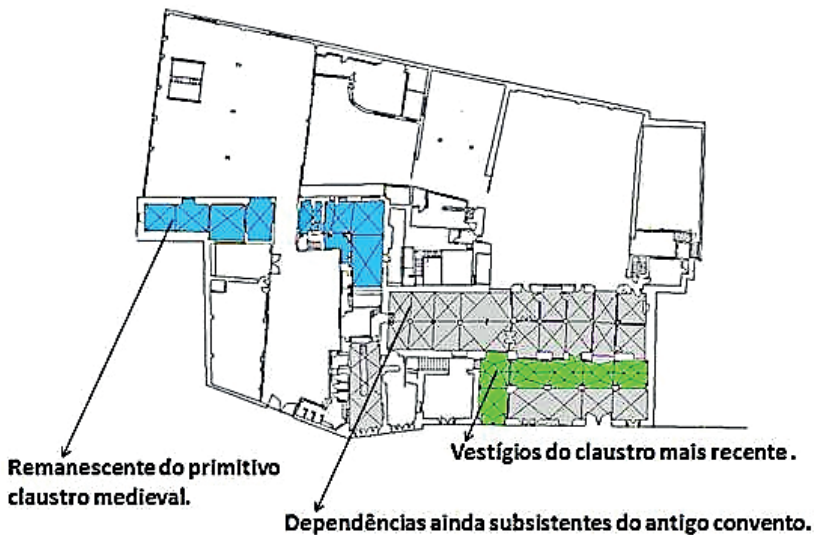 Remanescente do primitivo
claustro medieval.
Vestígios do claustro mais recente .
Dependências ainda subsistentes do antigo convento.